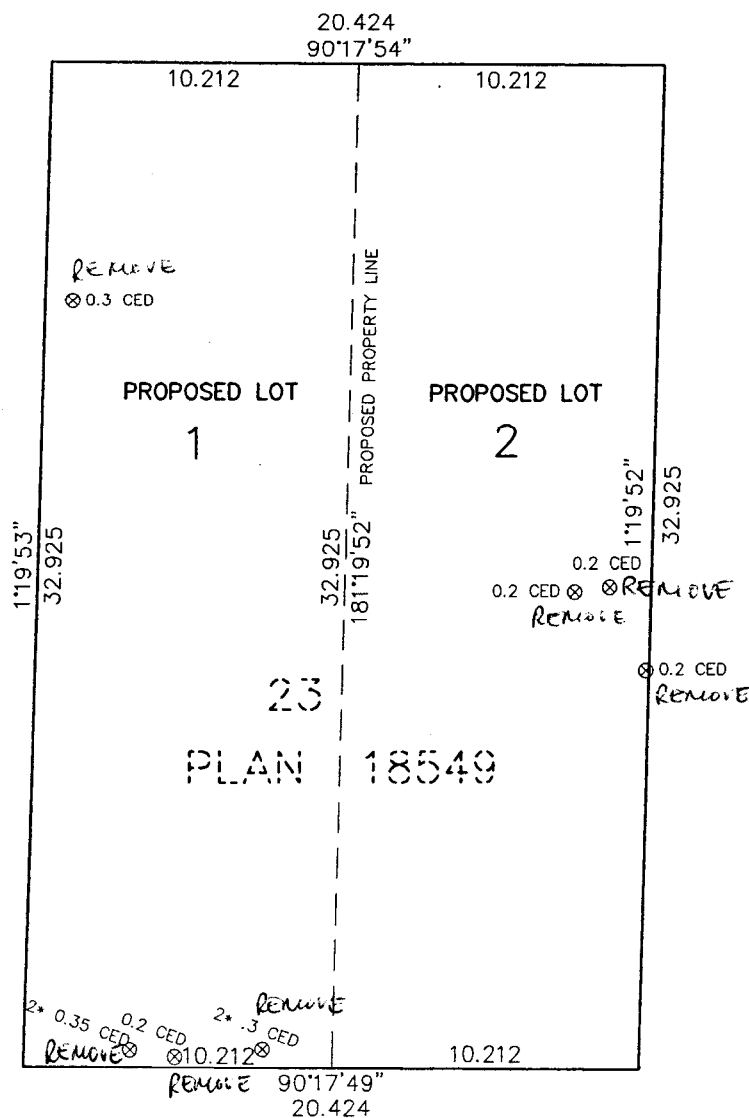 20.424
90°17'54"
10.212
10.212
REMOVE
0.3 CED
PROPOSED PROPERTY LINE
PROPOSED LOT
1
PROPOSED LOT
2
1°19'53"
32.925
32.925
181°19'52"
1°19'52"
32.925
0.2 CED
0.2 CED
REMOVE
REMOVE
0.2 CED
REMOVE
23
PLAN 18549
2* 0.35 CED
0.2 CED
2* .3 CED
REMOVE
REMOVE
10.212
10.212
REMOVE
90°17'49"
20.424